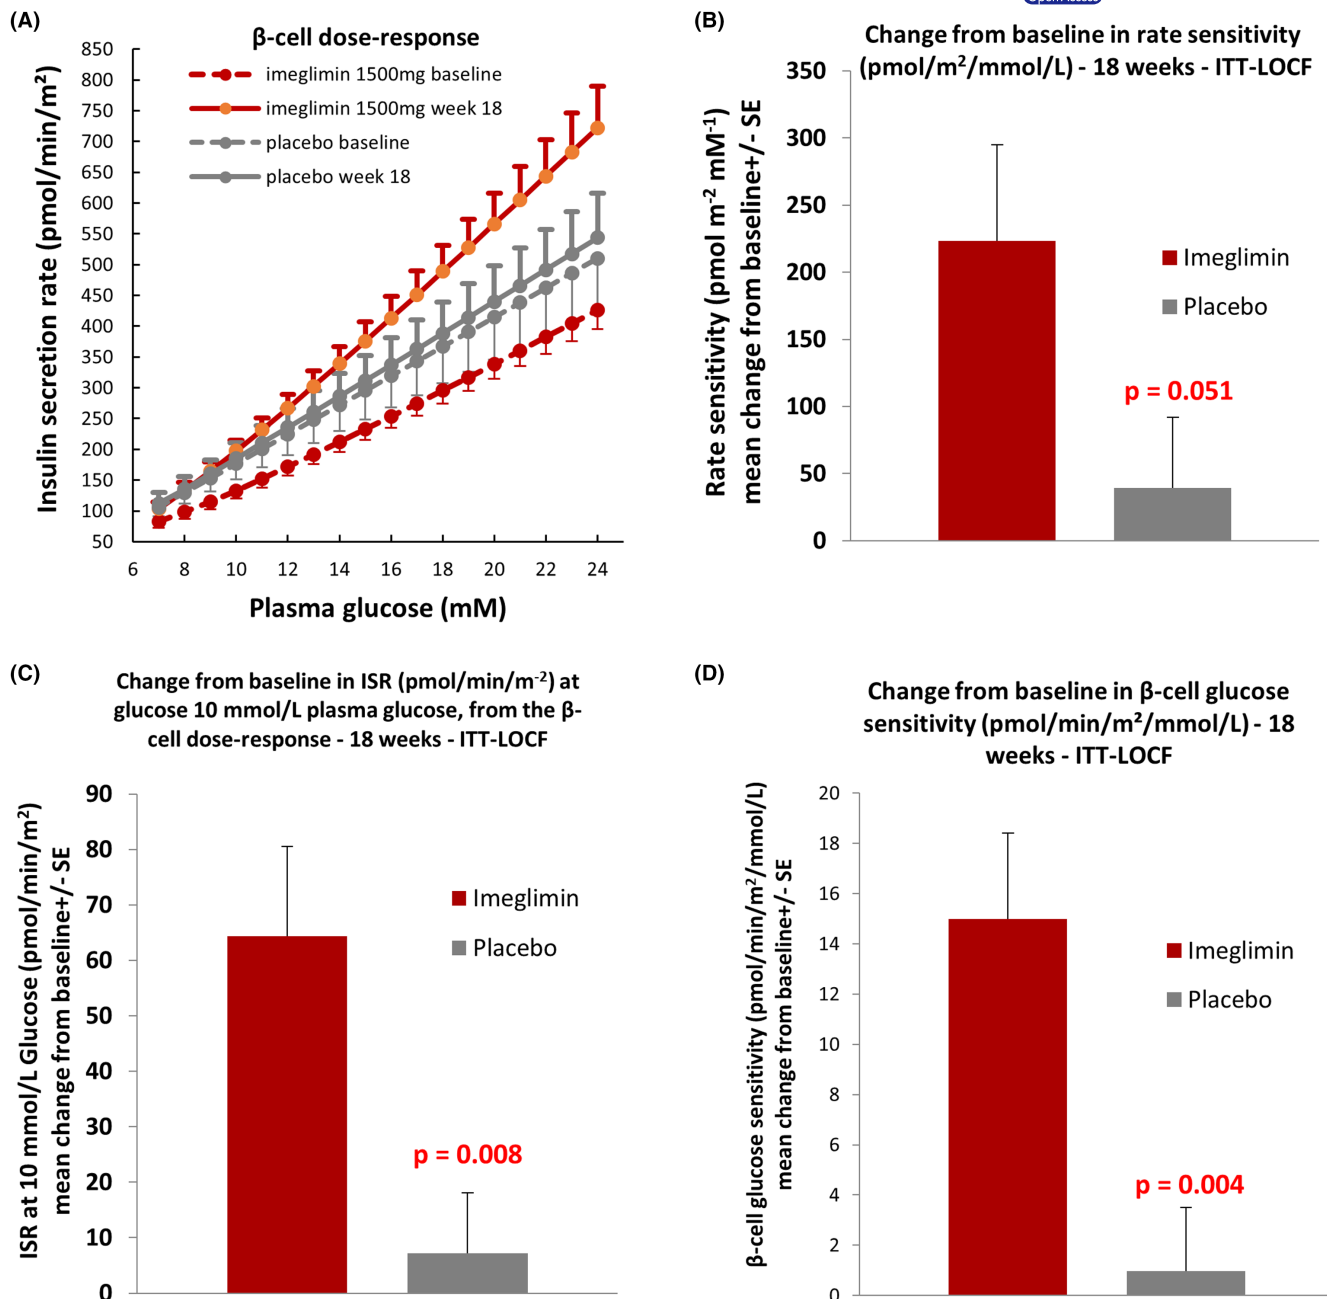 Open Access
(A)
β-cell dose-response
imeglimin 1500mg baseline
imeglimin 1500mg week 18
placebo baseline
placebo week 18
Insulin secretion rate (pmol/min/m²)
850
800
750
700
650
600
550
500
450
400
350
300
250
200
150
100
50
6 8 10 12 14 16 18 20 22 24
Plasma glucose (mM)
(B)
Change from baseline in rate sensitivity
(pmol/m²/mmol/L) - 18 weeks - ITT-LOCF
Rate sensitivity (pmol m⁻² mM⁻¹)
mean change from baseline+/- SE
350
300
250
200
150
100
50
0
Imeglimin
Placebo
p = 0.051
(C)
Change from baseline in ISR (pmol/min/m⁻²) at
glucose 10 mmol/L plasma glucose, from the β-
cell dose-response - 18 weeks - ITT-LOCF
ISR at 10 mmol/L Glucose (pmol/min/m²)
mean change from baseline+/- SE
90
80
70
60
50
40
30
20
10
0
Imeglimin
Placebo
p = 0.008
(D)
Change from baseline in β-cell glucose
sensitivity (pmol/min/m²/mmol/L) - 18
weeks - ITT-LOCF
β-cell glucose sensitivity (pmol/min/m²/mmol/L)
mean change from baseline+/- SE
20
18
16
14
12
10
8
6
4
2
0
Imeglimin
Placebo
p = 0.004